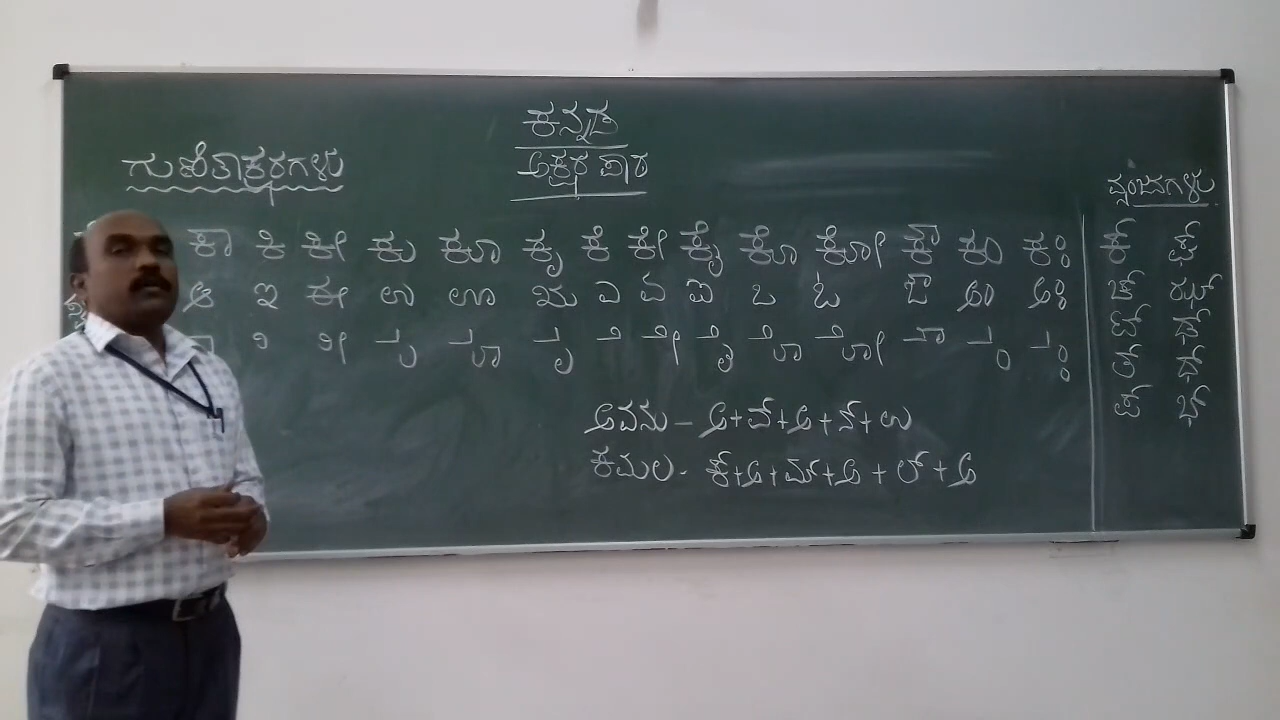 ಕನ್ನಡ
ಅಕ್ಷರ ಪಾಠ
ಗುಣಿತಾಕ್ಷರಗಳು
ವ್ಯಂಜನಗಳು
ಕಾ ಕಿ ಕೀ ಕು ಕೂ ಕೃ ಕೆ ಕೇ ಕೈ ಕೊ ಕೋ ಕೌ ಕಂ ಕಃ
ಆ ಇ ಈ ಉ ಊ ಋ ಎ ಏ ಐ ಒ ಓ ಔ ಅಂ ಅಃ
ಾ ಿ ೀ ು ೂ ೃ ೆ ೇ ೈ ೊ ೋ ೌ ಂ ಃ
ಅವನು – ಅ+ವ್+ಅ+ನ್+ಉ
ಕಮಲ - ಕ್+ಅ+ಮ್+ಅ+ಲ್+ಅ
ಕ್
ಚ್ ಝ್
ಟ್ ಢ್
ತ್ ಧ್
ಪ್ ಭ್